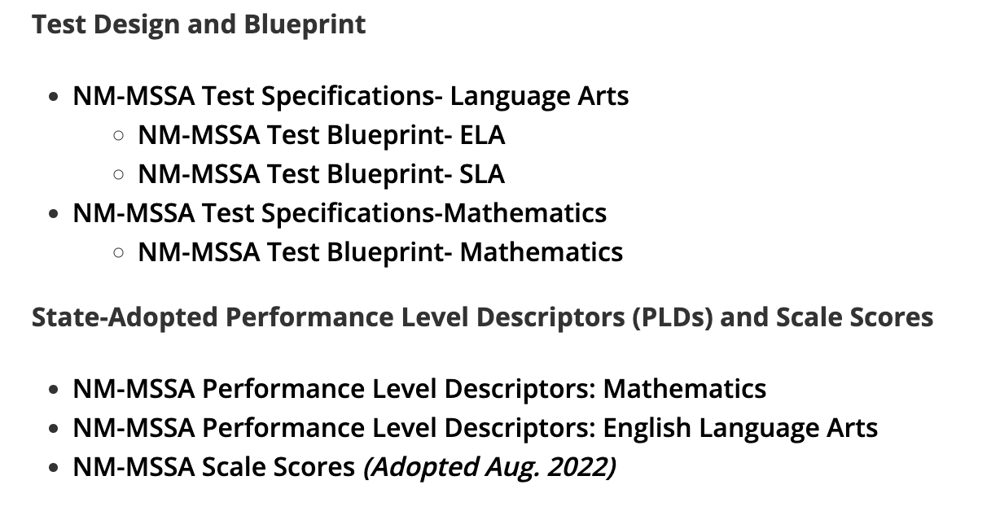 Test Design and Blueprint
• NM-MSSA Test Specifications- Language Arts
○ NM-MSSA Test Blueprint- ELA
○ NM-MSSA Test Blueprint- SLA
• NM-MSSA Test Specifications-Mathematics
○ NM-MSSA Test Blueprint- Mathematics
State-Adopted Performance Level Descriptors (PLDs) and Scale Scores
• NM-MSSA Performance Level Descriptors: Mathematics
• NM-MSSA Performance Level Descriptors: English Language Arts
• NM-MSSA Scale Scores (Adopted Aug. 2022)